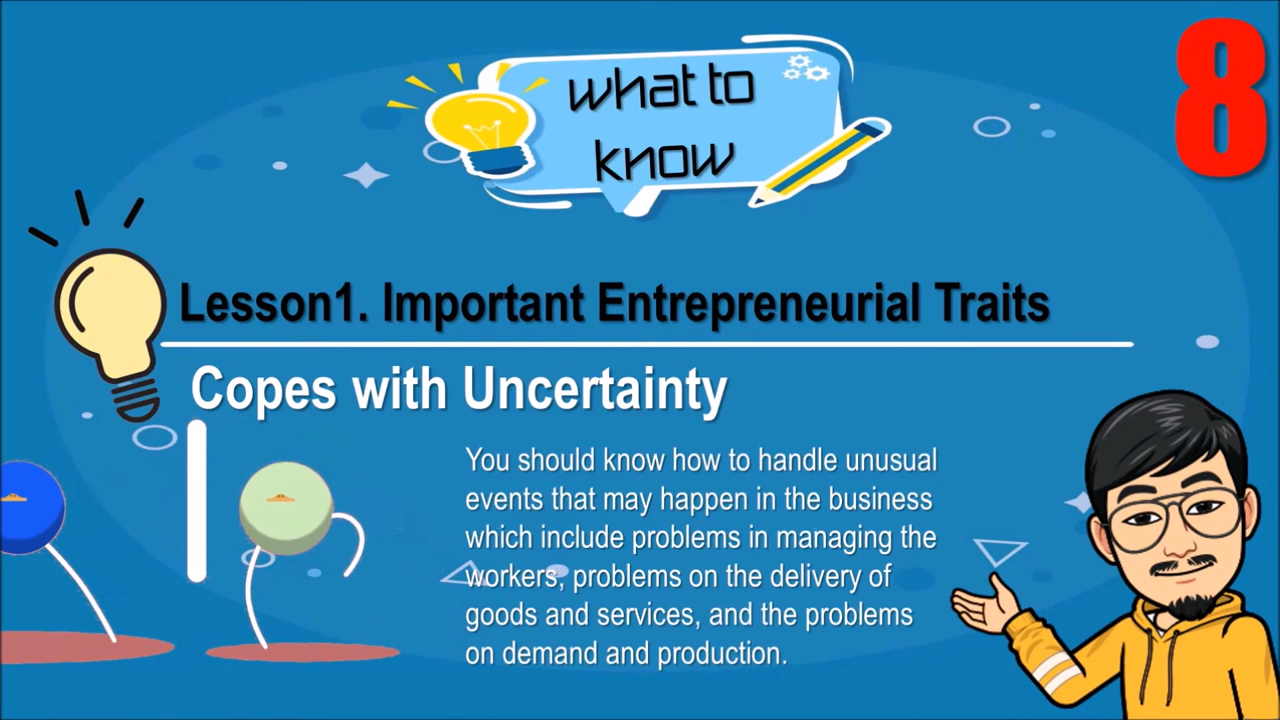 what to
know
8
Lesson1. Important Entrepreneurial Traits
Copes with Uncertainty
You should know how to handle unusual
events that may happen in the business
which include problems in managing the
workers, problems on the delivery of
goods and services, and the problems
on demand and production.